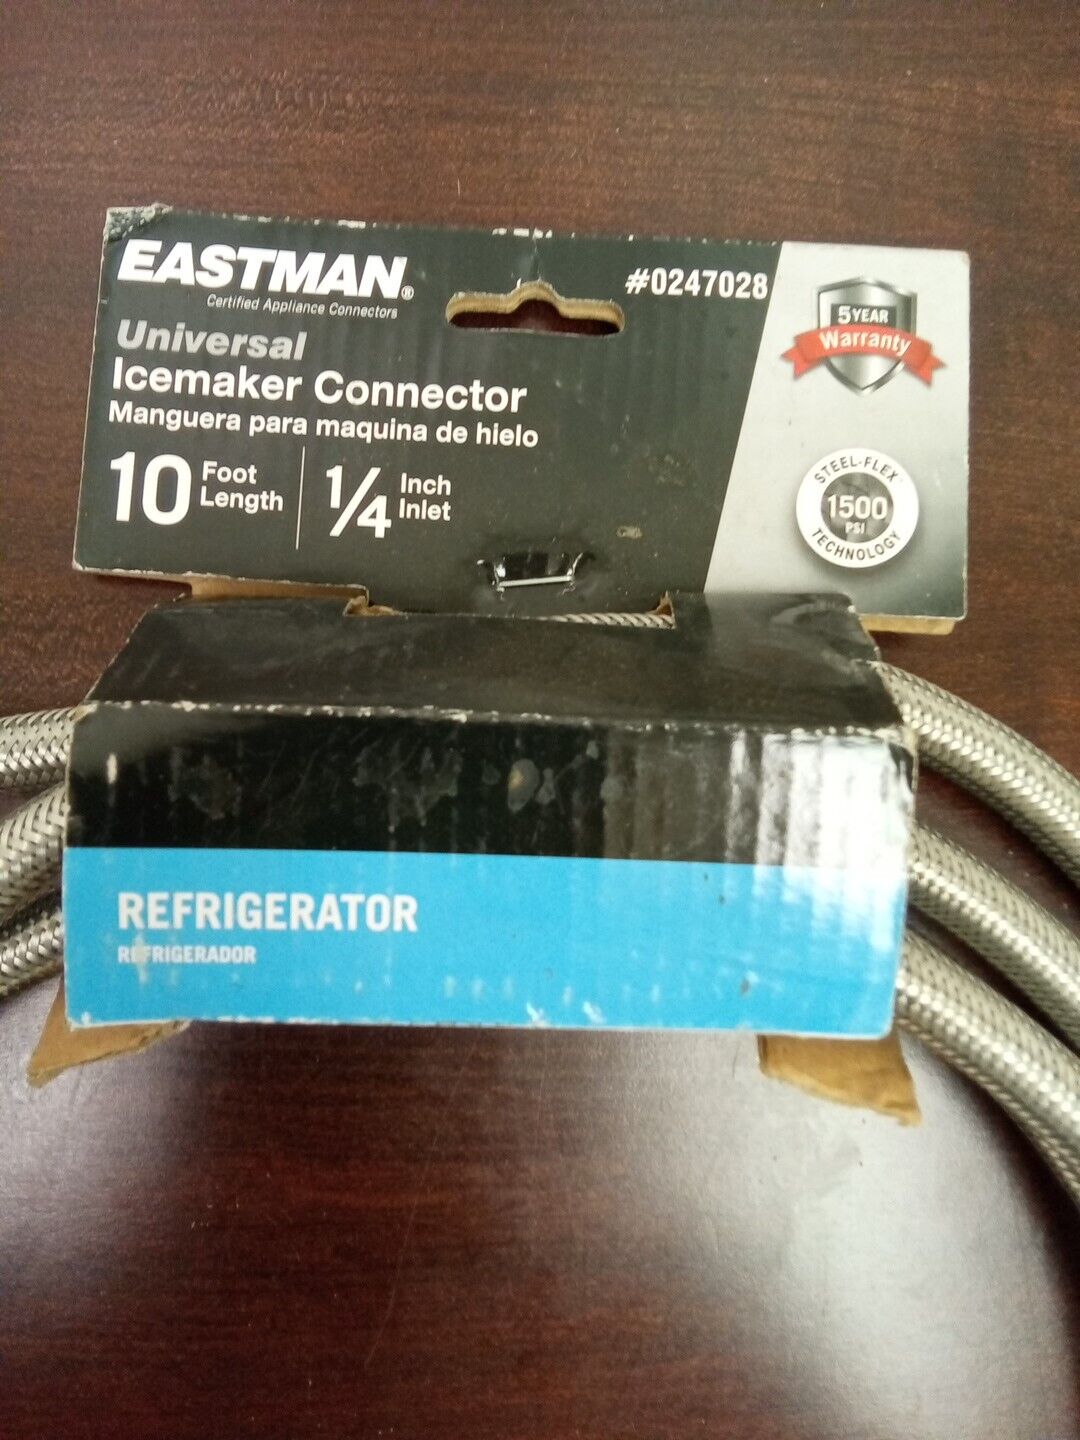 EASTMAN®
Certified Appliance Connectors
#0247028
Universal
Icemaker Connector
Manguera para maquina de hielo
10 Foot Length
1/4 Inch Inlet
5 YEAR
Warranty
STEEL-FLEX™
1500
PSI
TECHNOLOGY
REFRIGERATOR
REFRIGERADOR